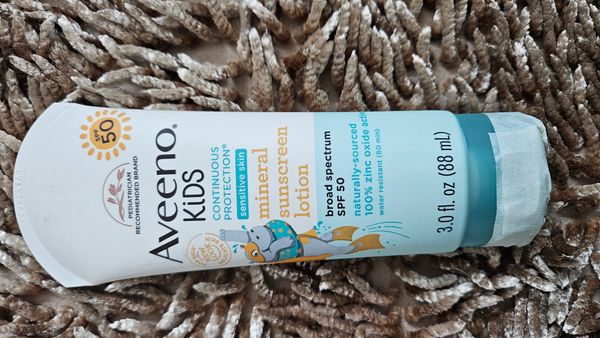 SPF
50
PEDIATRICIAN
RECOMMENDED BRAND
Aveeno®
KiDS
CONTINUOUS
PROTECTION®
sensitive skin
mineral
sunscreen
lotion
broad spectrum
SPF 50
naturally-sourced
100% zinc oxide
water resistant (80 min)
3.0 fl. oz (88 mL)